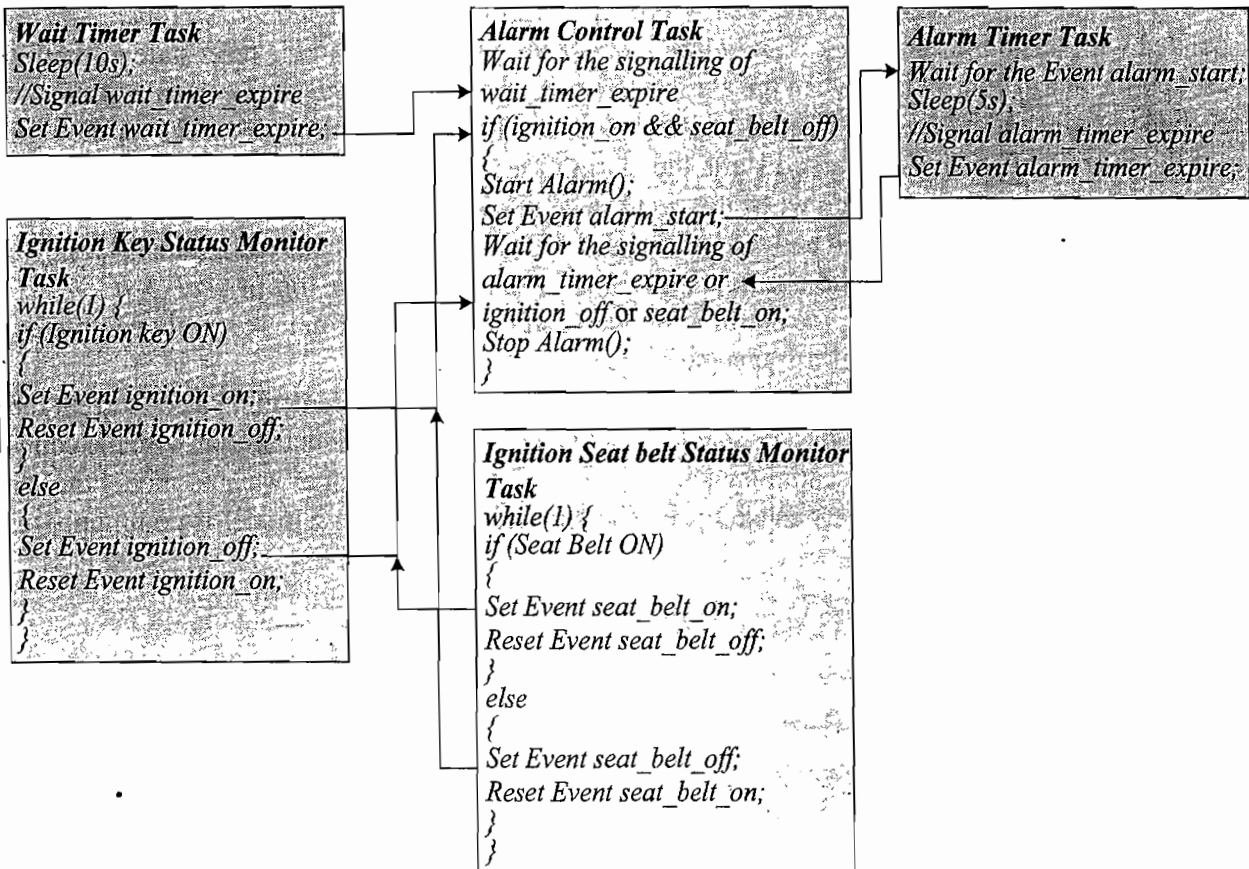 Wait Timer Task
Sleep(10s);
//Signal wait_timer_expire
Set Event wait_timer_expire;
Ignition Key Status Monitor
Task
while(1) {
if (Ignition key ON)
{
Set Event ignition_on;
Reset Event ignition_off;
}
else
{
Set Event ignition_off;
Reset Event ignition_on;
}
}
Alarm Control Task
Wait for the signalling of
wait_timer_expire
if (ignition_on && seat_belt_off)
{
Start Alarm();
Set Event alarm_start;
Wait for the signalling of
alarm_timer_expire or
ignition_off or seat_belt_on;
Stop Alarm();
}
Ignition Seat belt Status Monitor
Task
while(1) {
if (Seat Belt ON)
{
Set Event seat_belt_on;
Reset Event seat_belt_off;
}
else
{
Set Event seat_belt_off;
Reset Event seat_belt_on;
}
}
Alarm Timer Task
Wait for the Event alarm_start;
Sleep(5s);
//Signal alarm_timer_expire
Set Event alarm_timer_expire;